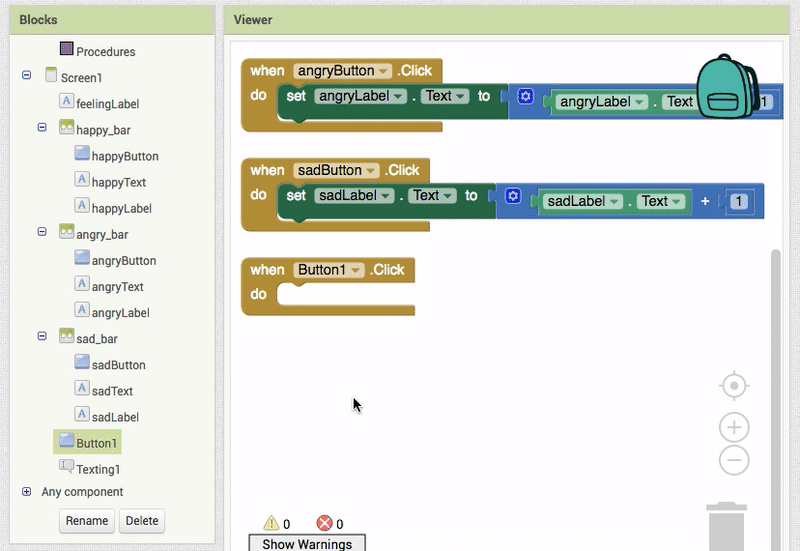 Blocks
Viewer
Procedures
Screen1
feelingLabel
happy_bar
happyButton
happyText
happyLabel
angry_bar
angryButton
angryText
angryLabel
sad_bar
sadButton
sadText
sadLabel
Button1
Texting1
Any component
Rename Delete
when angryButton .Click
do set angryLabel . Text to angryLabel . Text 1
when sadButton .Click
do set sadLabel . Text to sadLabel . Text + 1
when Button1 .Click
do
0 0
Show Warnings